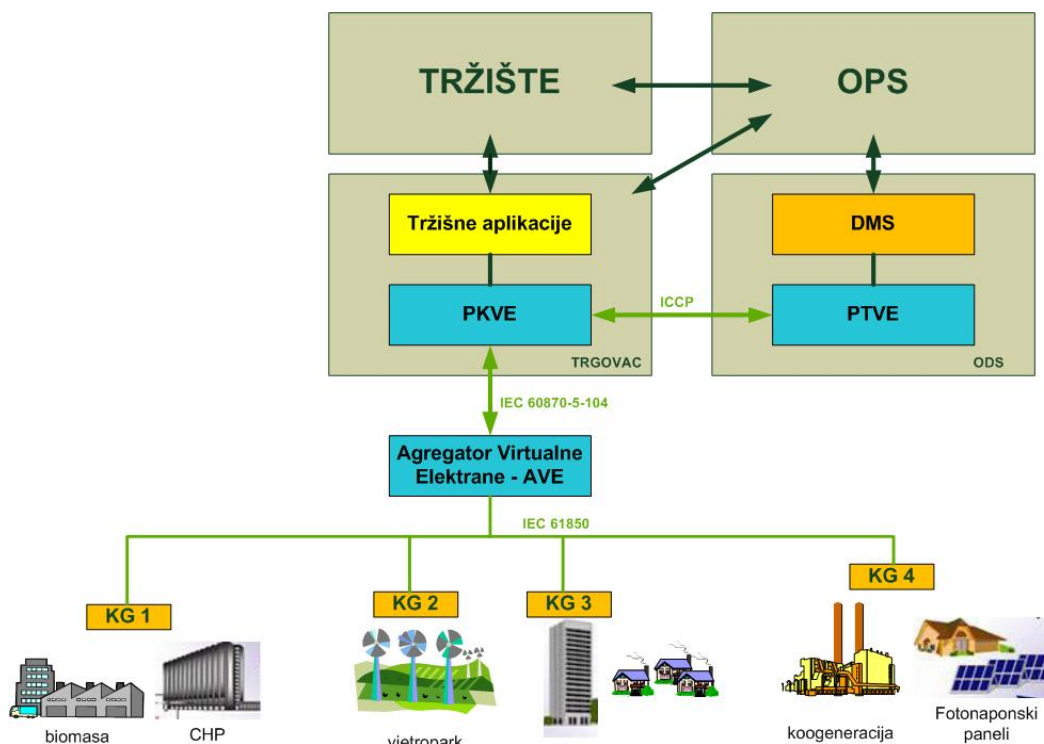 TRŽIŠTE
OPS
Tržišne aplikacije
DMS
PKVE
ICCP
PTVE
TRGOVAC
ODS
IEC 60870-5-104
Agregator Virtualne
Elektrane - AVE
IEC 61850
KG 1
KG 2
KG 3
KG 4
biomasa
CHP
vjetropark
koogeneracija
Fotonaponski
paneli